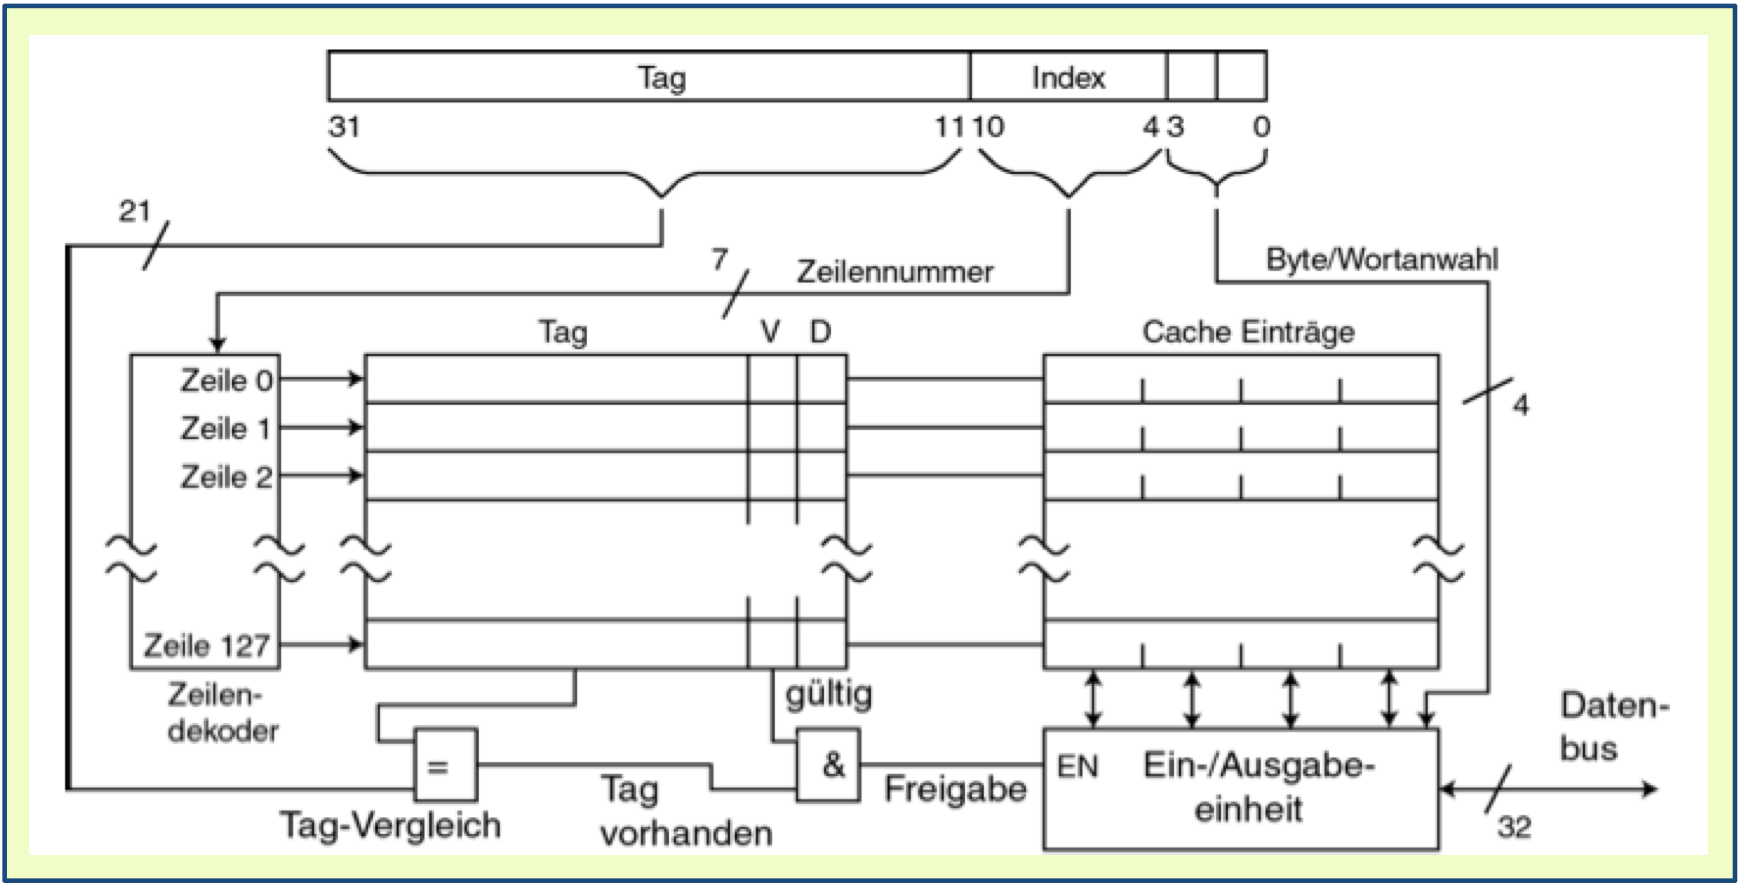 Tag Index
31 11 10 4 3 0
21
7 Zeilennummer
Byte/Wortanwahl
Tag V D
Cache Einträge
Zeile 0
Zeile 1
Zeile 2
4
Zeile 127
Zeilen-
dekoder
gültig
=
&
EN Ein-/Ausgabe-
einheit
Daten-
bus
Tag
vorhanden
Freigabe
Tag-Vergleich
32